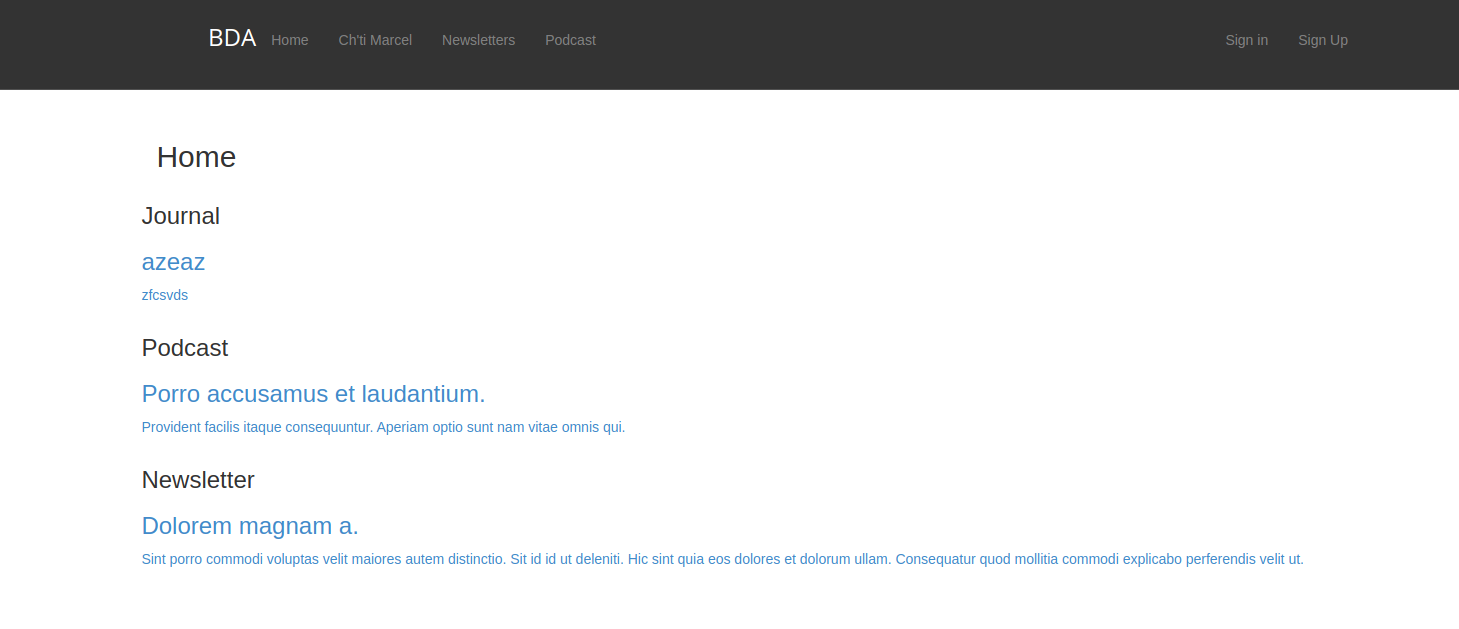 BDA Home Ch'ti Marcel Newsletters Podcast Sign in Sign Up
Home
Journal
azeaz
zfcsvds
Podcast
Porro accusamus et laudantium.
Provident facilis itaque consequuntur. Aperiam optio sunt nam vitae omnis qui.
Newsletter
Dolorem magnam a.
Sint porro commodi voluptas velit maiores autem distinctio. Sit id id ut deleniti. Hic sint quia eos dolores et dolorum ullam. Consequatur quod mollitia commodi explicabo perferendis velit ut.